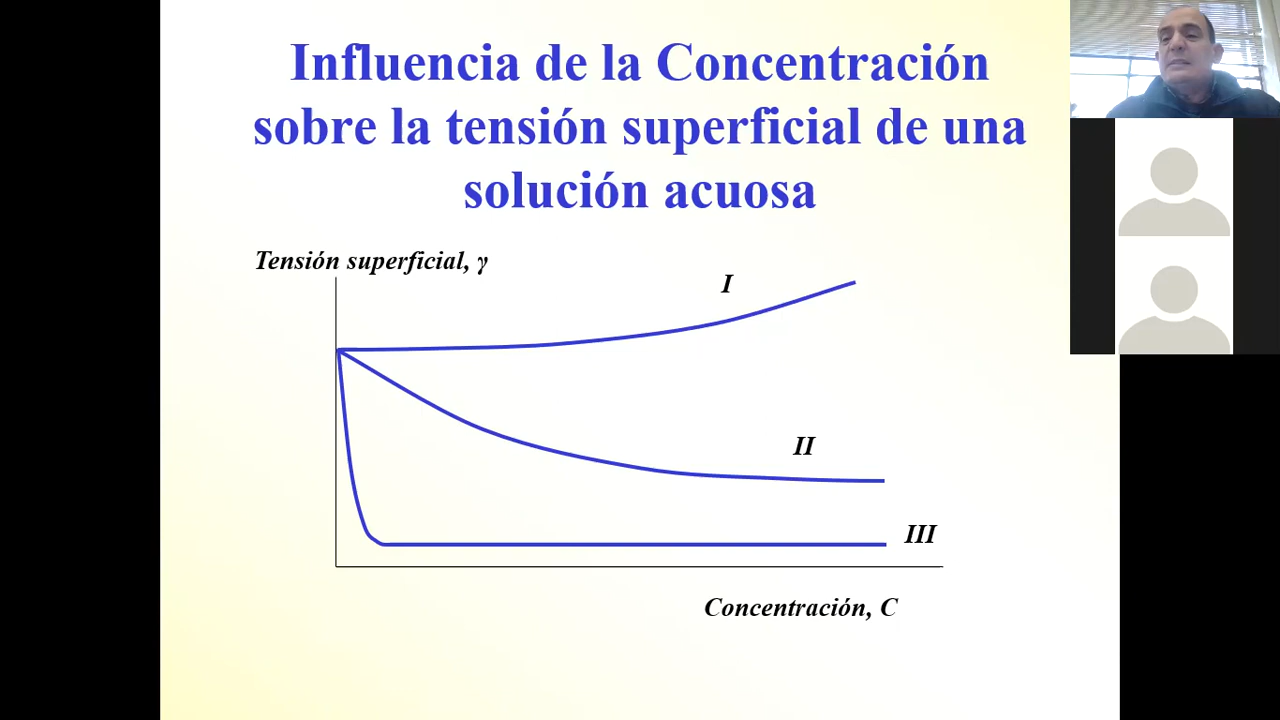 Influencia de la Concentración
sobre la tensión superficial de una
solución acuosa
Tensión superficial, γ
I
II
III
Concentración, C